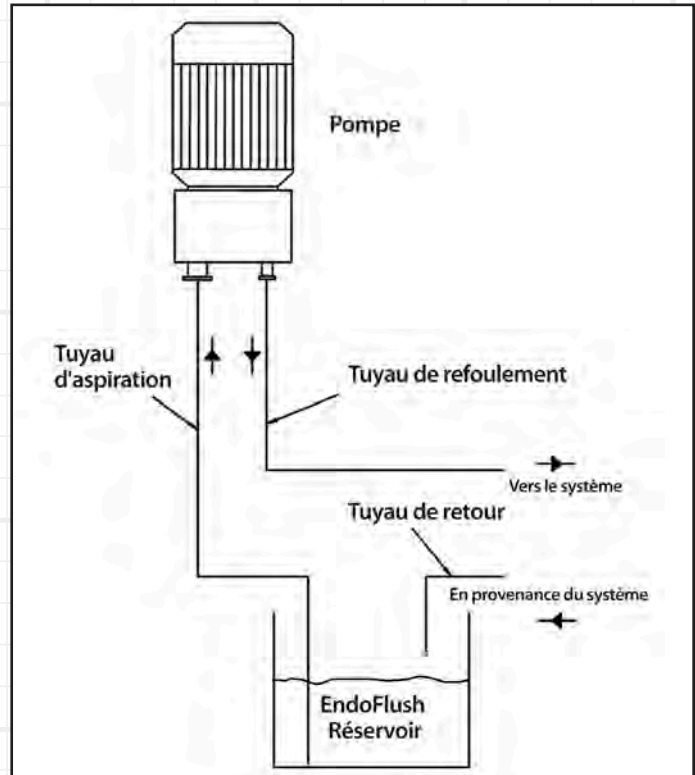 Pompe
Tuyau
d'aspiration
Tuyau de refoulement
Vers le système
Tuyau de retour
En provenance du système
EndoFlush
Réservoir